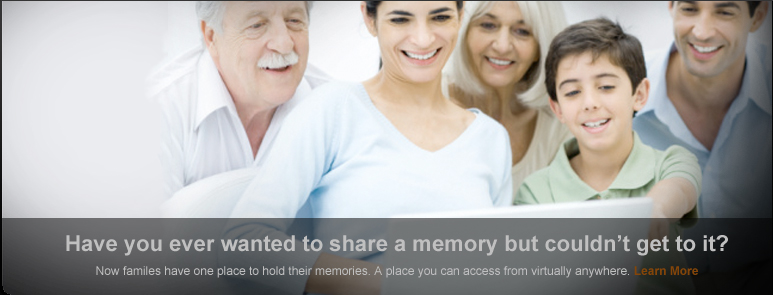 Have you ever wanted to share a memory but couldn’t get to it?
Now familes have one place to hold their memories. A place you can access from virtually anywhere. Learn More